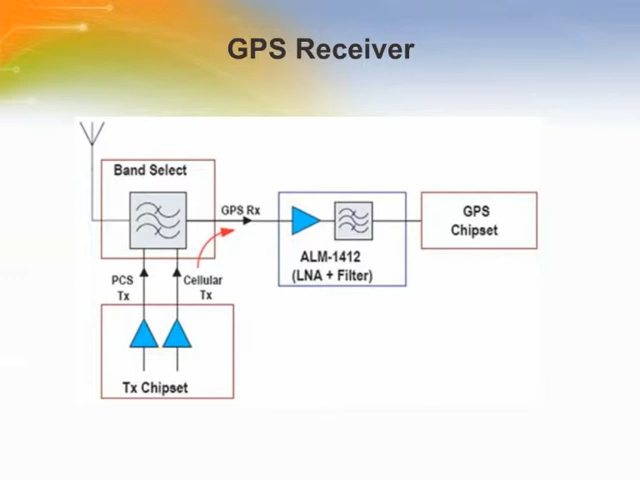 GPS Receiver
Band Select
GPS Rx
GPS
Chipset
ALM-1412
(LNA + Filter)
PCS
Tx
Cellular
Tx
Tx Chipset